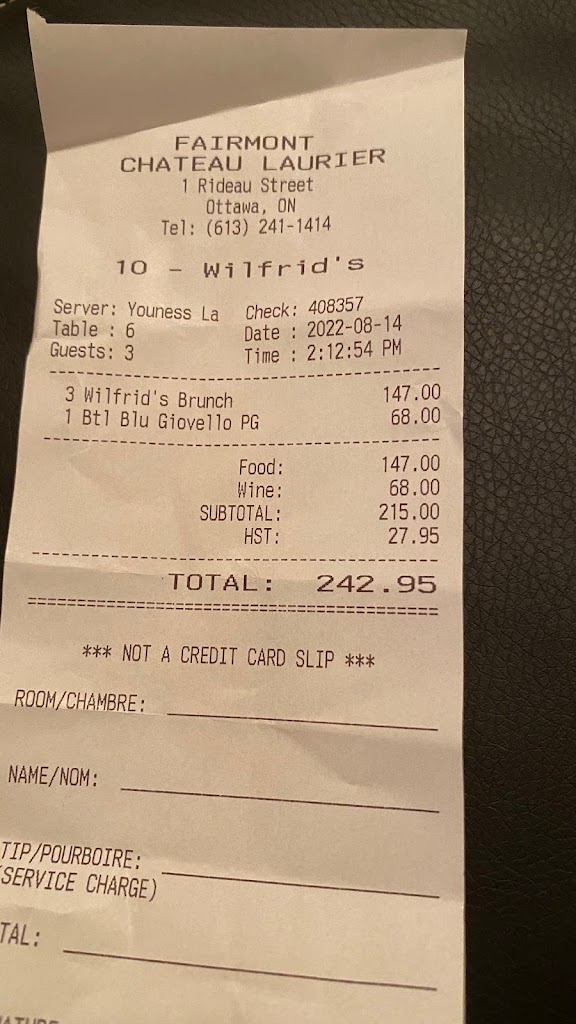 FAIRMONT
CHATEAU LAURIER
1 Rideau Street
Ottawa, ON
Tel: (613) 241-1414
10 - Wilfrid's
Server: Youness La Check: 408357
Table : 6 Date : 2022-08-14
Guests: 3 Time : 2:12:54 PM
3 Wilfrid's Brunch 147.00
1 Btl Blu Giovello PG 68.00
Food: 147.00
Wine: 68.00
SUBTOTAL: 215.00
HST: 27.95
TOTAL: 242.95
*** NOT A CREDIT CARD SLIP ***
ROOM/CHAMBRE:
NAME/NOM:
TIP/POURBOIRE:
(SERVICE CHARGE)
TAL: